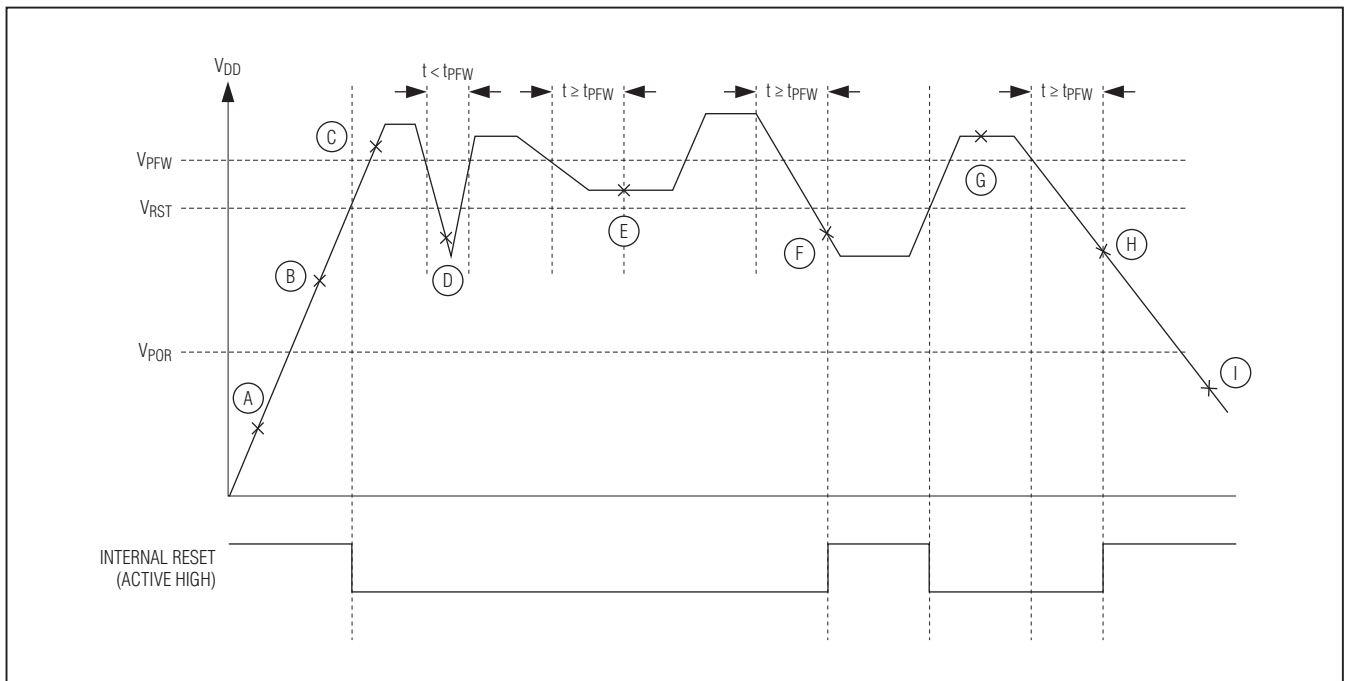 VDD
t < tPFW
t ≥ tPFW
t ≥ tPFW
t ≥ tPFW
C
VPFW
G
VRST
E
F
H
B
D
VPOR
I
A
INTERNAL RESET
(ACTIVE HIGH)